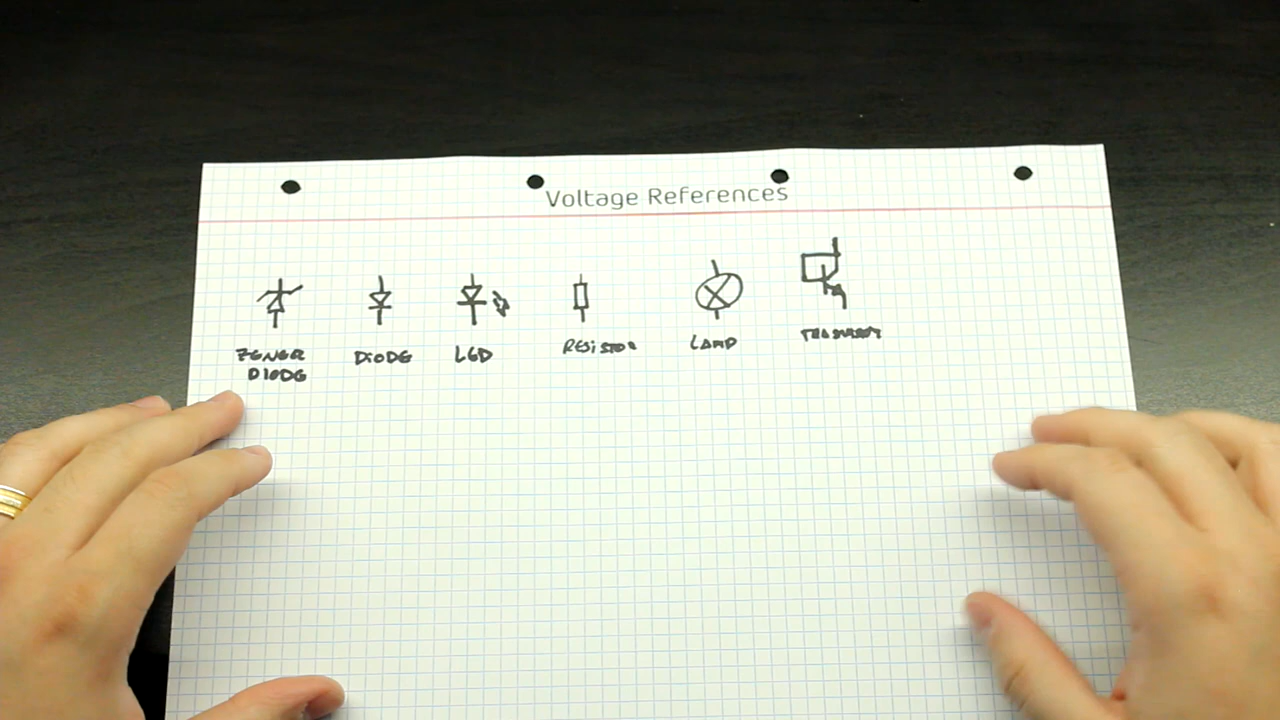 Voltage References
ZENER DIODE
DIODE
LED
RESISTOR
LAMP